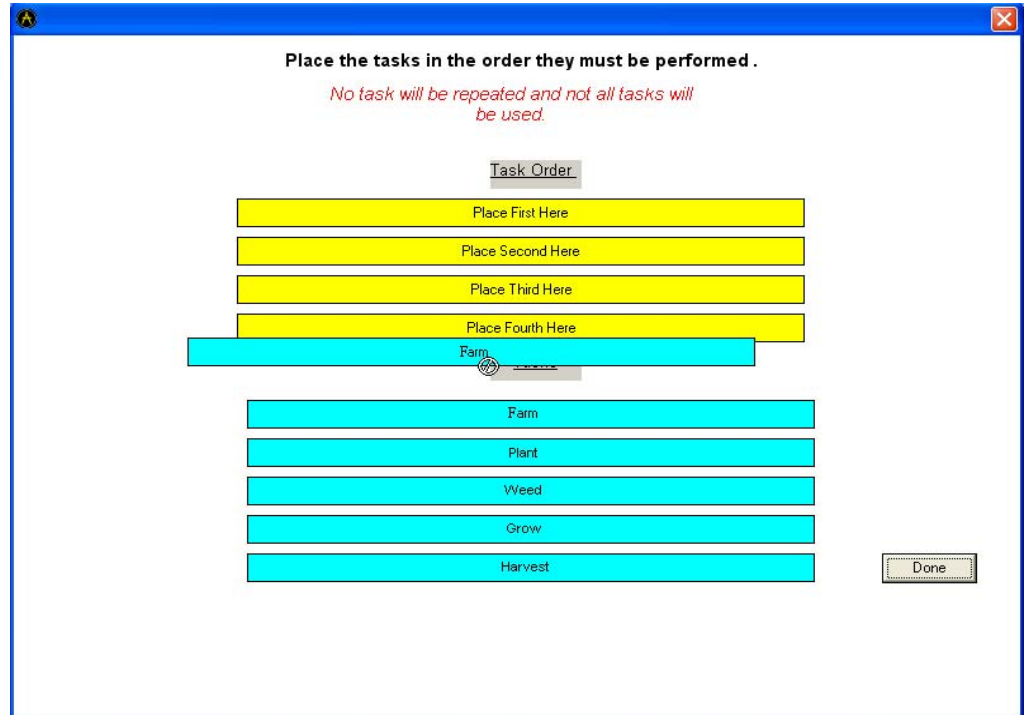 Place the tasks in the order they must be performed .
No task will be repeated and not all tasks will
be used.
Task Order
Place First Here
Place Second Here
Place Third Here
Place Fourth Here
Farm
Farm
Plant
Weed
Grow
Harvest
Done